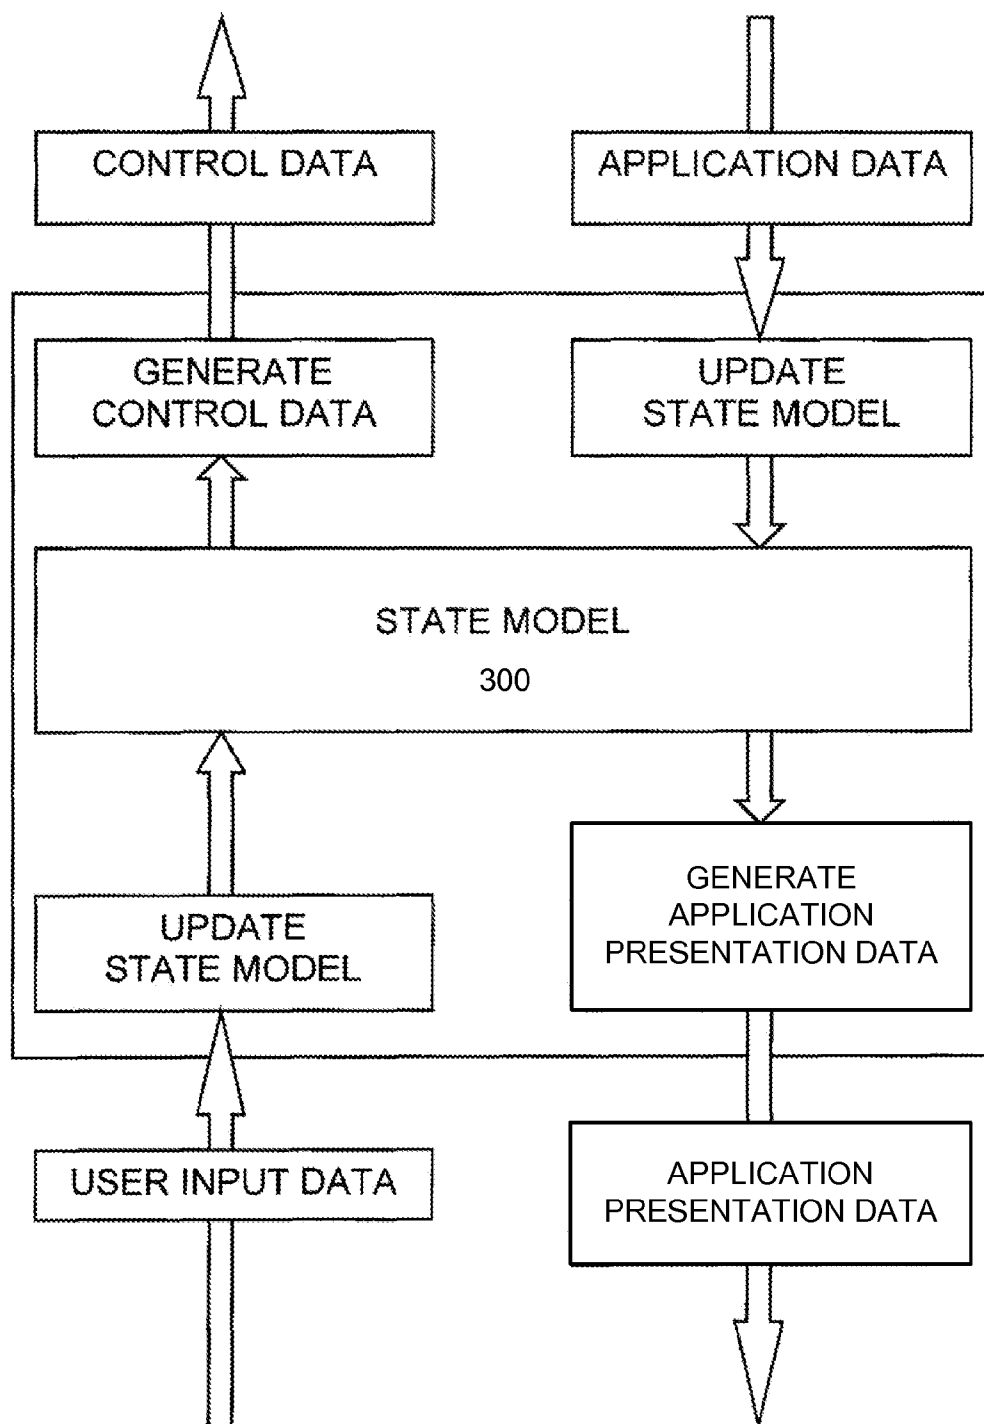 CONTROL DATA
APPLICATION DATA
GENERATE
CONTROL DATA
UPDATE
STATE MODEL
STATE MODEL
300
GENERATE
APPLICATION
PRESENTATION DATA
UPDATE
STATE MODEL
USER INPUT DATA
APPLICATION
PRESENTATION DATA